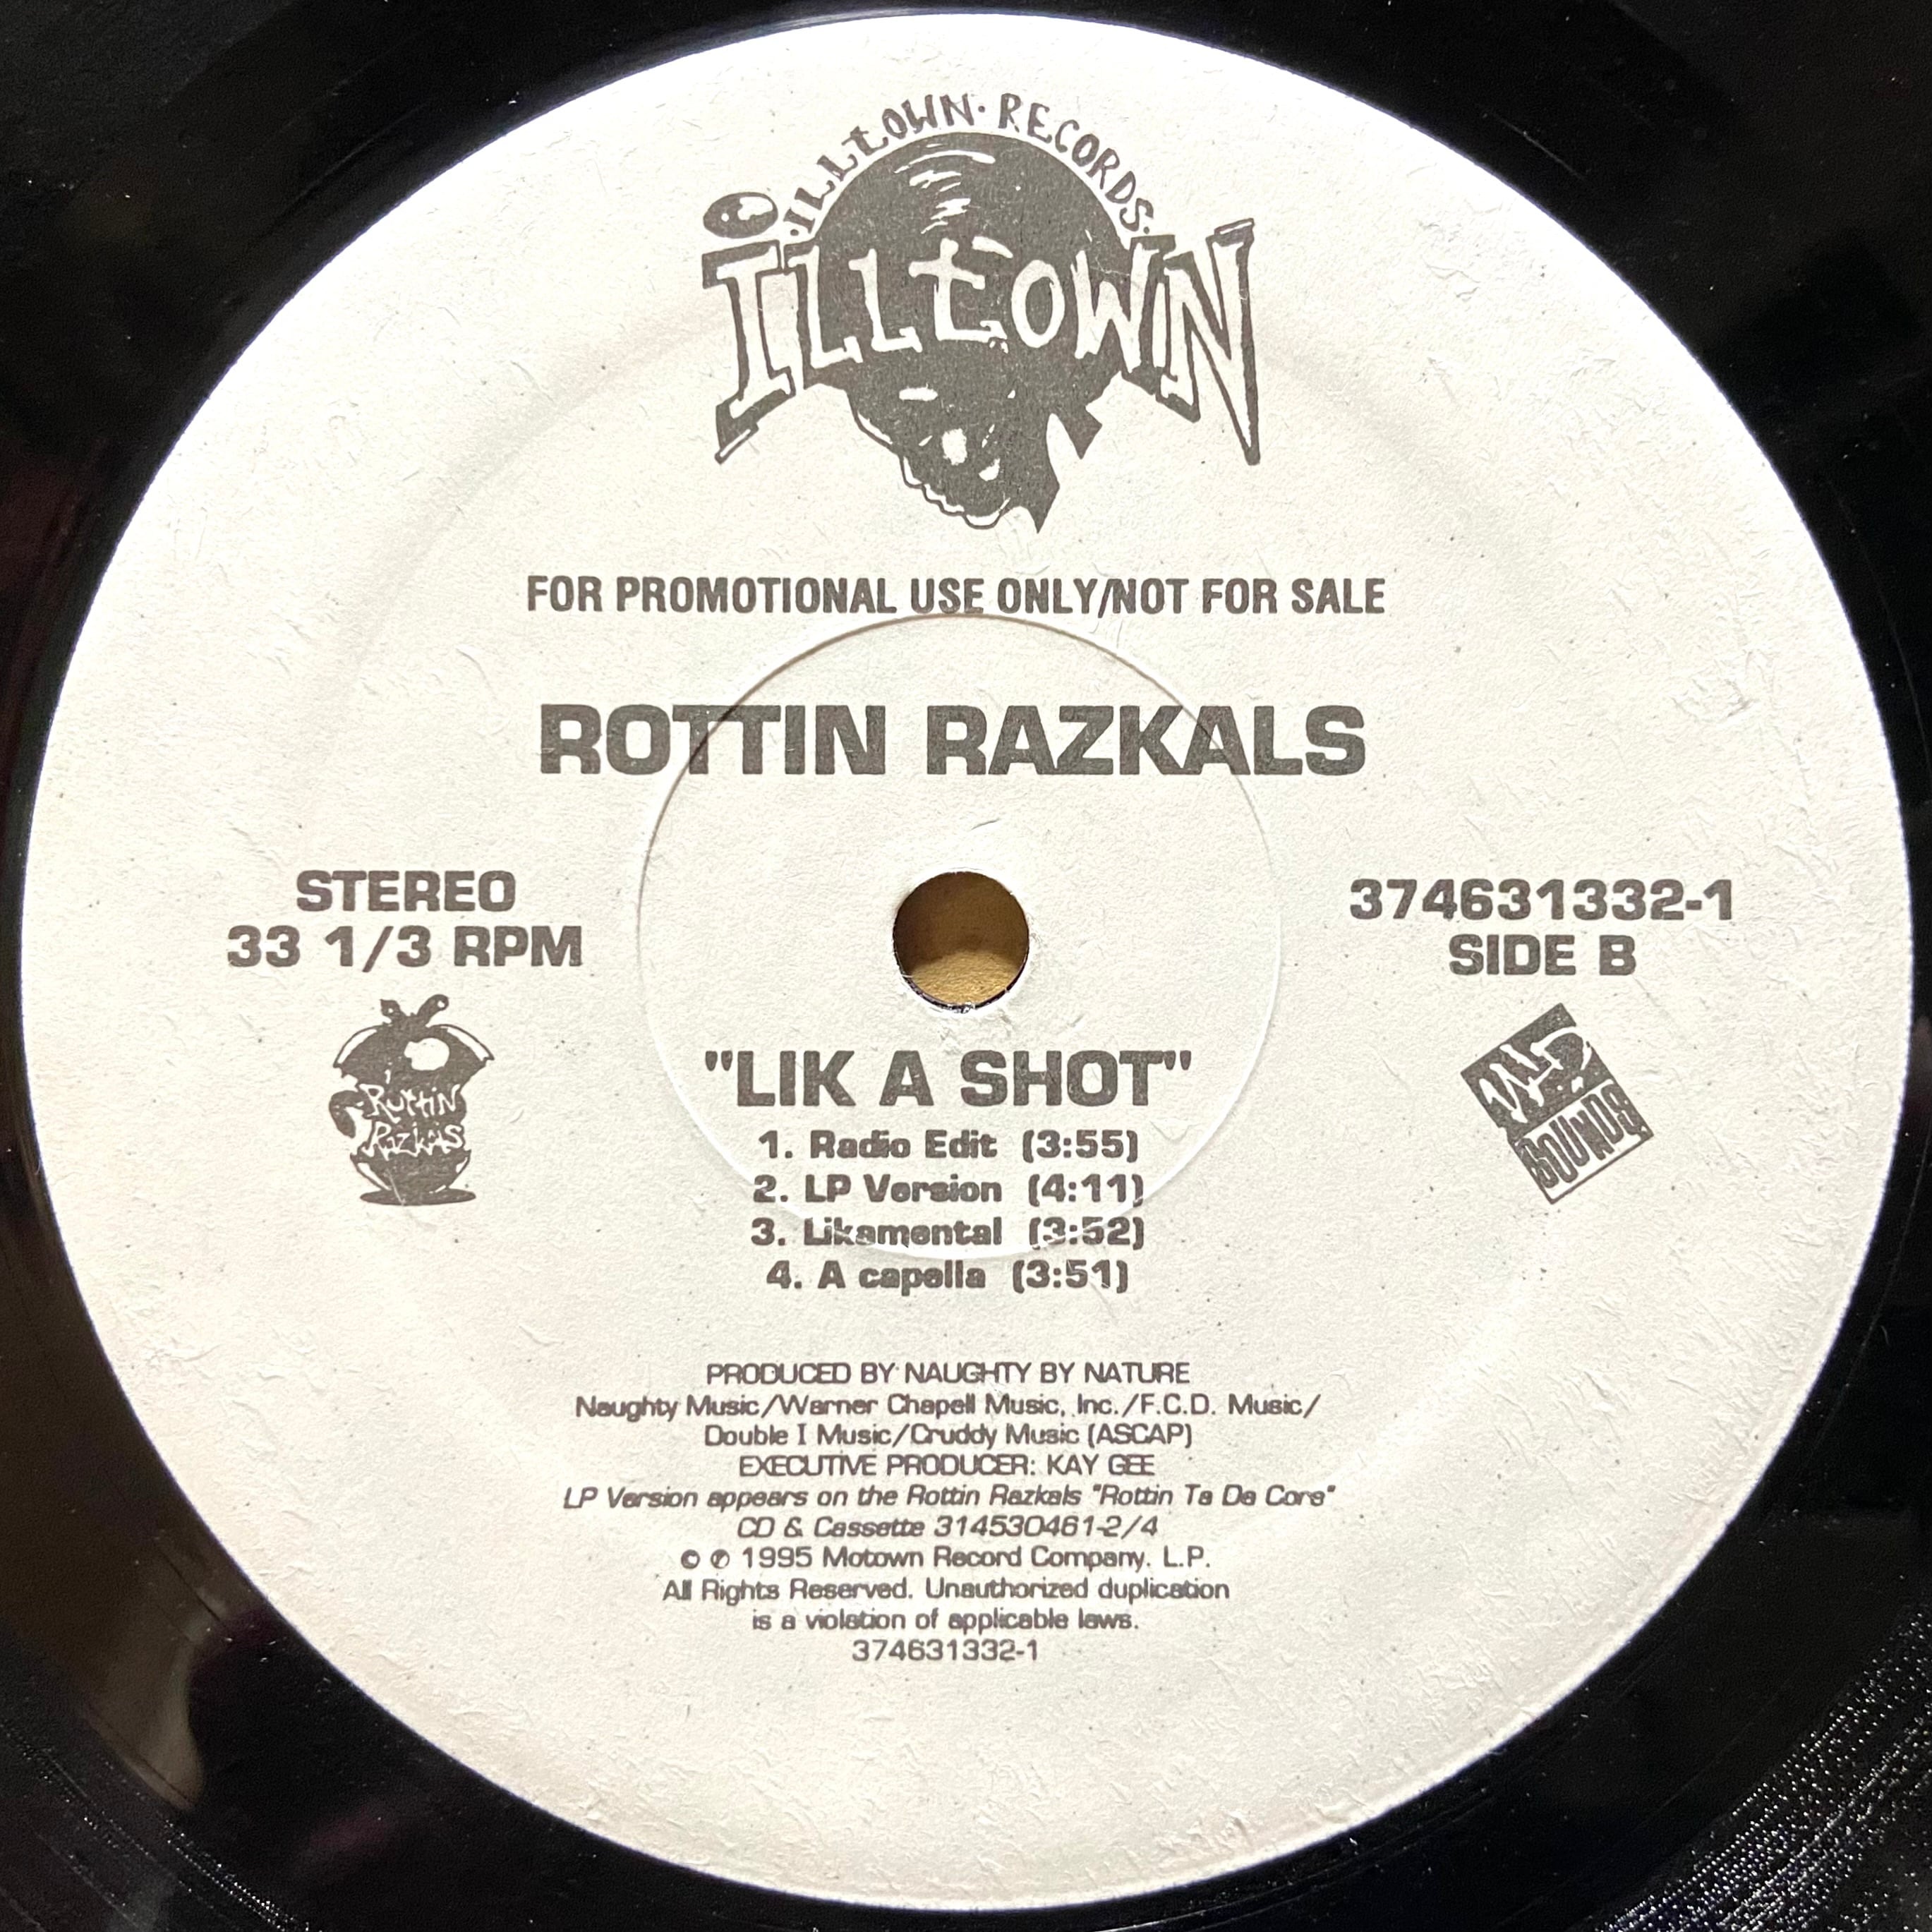 ·ILLTOWN·RECORDS·
ILLTOWN
FOR PROMOTIONAL USE ONLY/NOT FOR SALE
ROTTIN RAZKALS
STEREO
33 1/3 RPM
374631332-1
SIDE B
ROTTIN
RAZKALS
SOUNDS
"LIK A SHOT"
1. Radio Edit (3:55)
2. LP Version (4:11)
3. Likamental (3:52)
4. A capella (3:51)
PRODUCED BY NAUGHTY BY NATURE
Naughty Music/Warner Chapell Music, Inc./F.C.D. Music/
Double I Music/Cruddy Music (ASCAP)
EXECUTIVE PRODUCER: KAY GEE
LP Version appears on the Rottin Razkals "Rottin Ta Da Core"
CD & Cassette 314530461-2/4
© ℗ 1995 Motown Record Company. L.P.
All Rights Reserved. Unauthorized duplication
is a violation of applicable laws.
374631332-1